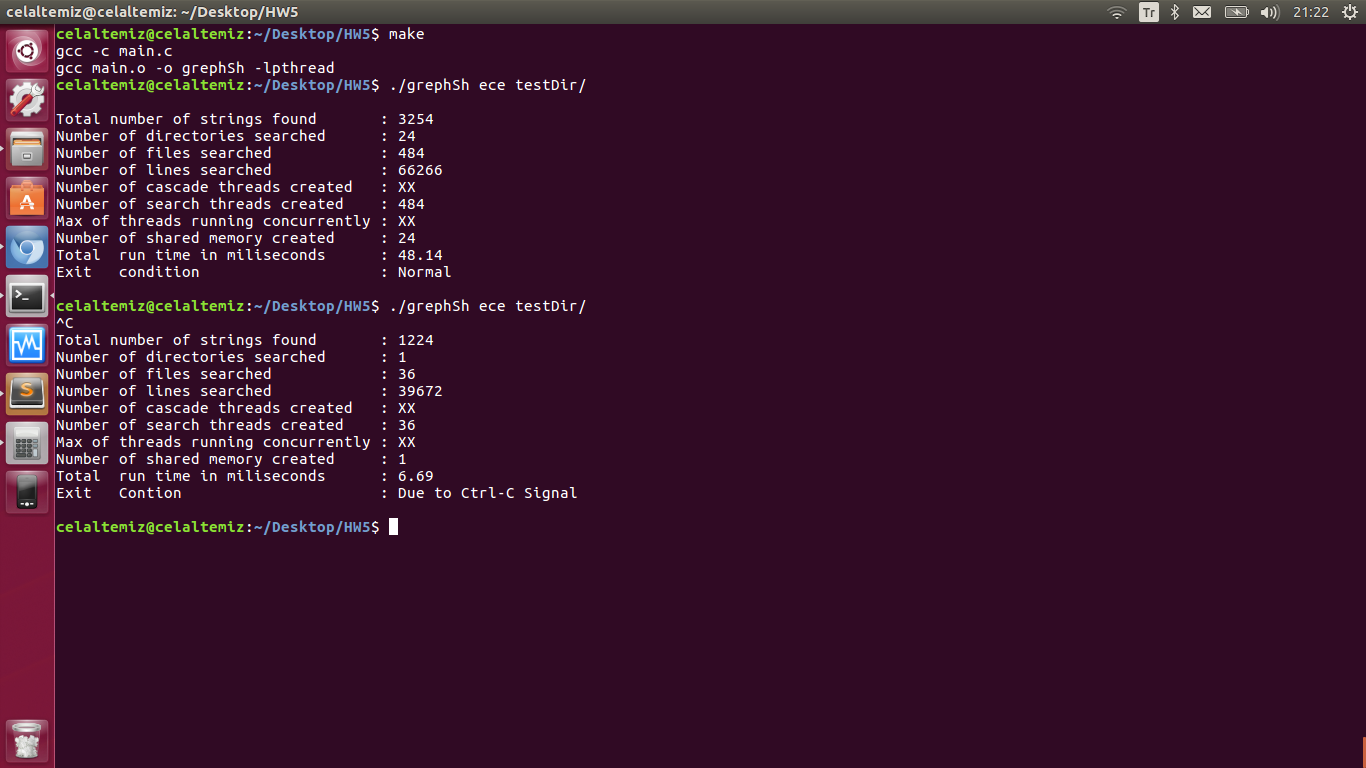 celaltemiz@celaltemiz: ~/Desktop/HW5 Tr 21:22
celaltemiz@celaltemiz:~/Desktop/HW5$ make
gcc -c main.c
gcc main.o -o grephSh -lpthread
celaltemiz@celaltemiz:~/Desktop/HW5$ ./grephSh ece testDir/
Total number of strings found       : 3254
Number of directories searched      : 24
Number of files searched            : 484
Number of lines searched            : 66266
Number of cascade threads created   : XX
Number of search threads created    : 484
Max of threads running concurrently : XX
Number of shared memory created     : 24
Total  run time in miliseconds      : 48.14
Exit   condition                    : Normal
celaltemiz@celaltemiz:~/Desktop/HW5$ ./grephSh ece testDir/
^C
Total number of strings found       : 1224
Number of directories searched      : 1
Number of files searched            : 36
Number of lines searched            : 39672
Number of cascade threads created   : XX
Number of search threads created    : 36
Max of threads running concurrently : XX
Number of shared memory created     : 1
Total  run time in miliseconds      : 6.69
Exit   Contion                      : Due to Ctrl-C Signal
celaltemiz@celaltemiz:~/Desktop/HW5$